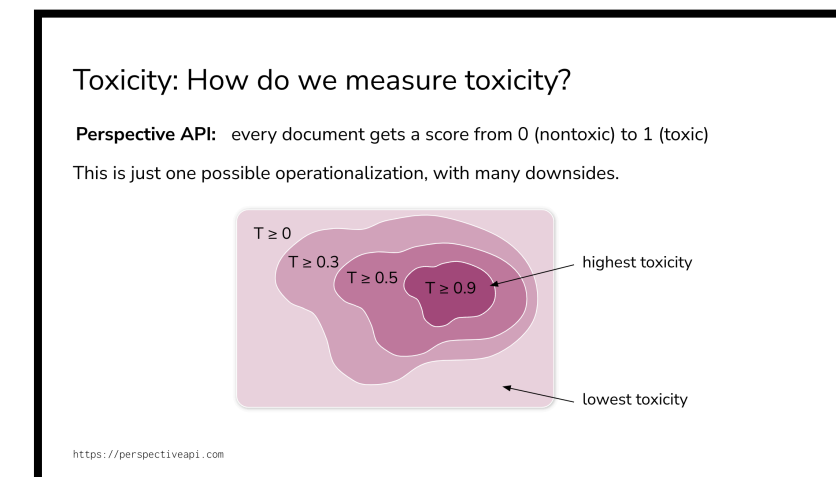 Toxicity: How do we measure toxicity?
Perspective API: every document gets a score from 0 (nontoxic) to 1 (toxic)
This is just one possible operationalization, with many downsides.
T ≥ 0
T ≥ 0.3
T ≥ 0.5
T ≥ 0.9
highest toxicity
lowest toxicity
https://perspectiveapi.com